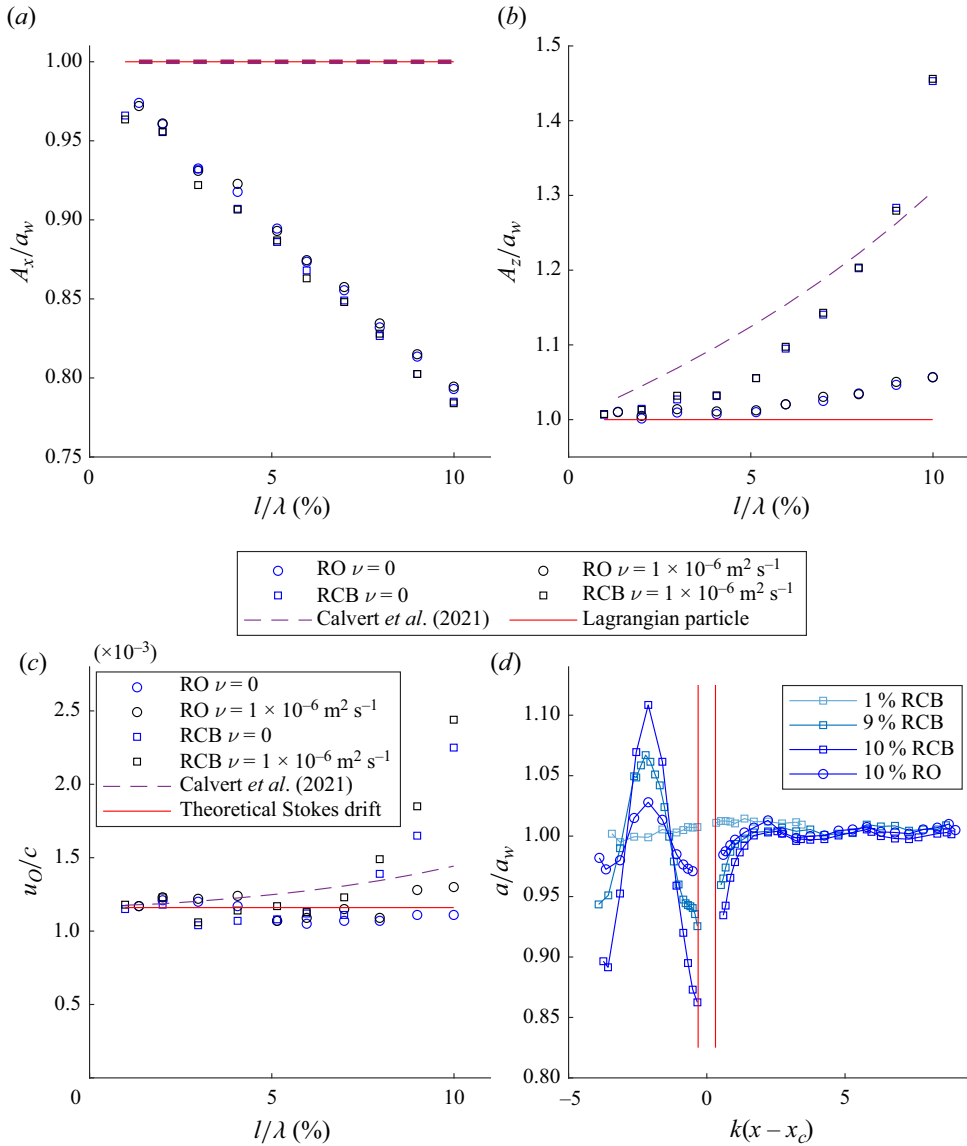 (a)
1.00
0.95
0.90
0.85
0.80
0.75
A_x/a_w
0
5
10
l/λ (%)
(b)
1.5
1.4
1.3
1.2
1.1
1.0
A_z/a_w
0
5
10
l/λ (%)
RO ν = 0
RO ν = 1 × 10⁻⁶ m² s⁻¹
RCB ν = 0
RCB ν = 1 × 10⁻⁶ m² s⁻¹
Calvert et al. (2021)
Lagrangian particle
(c)
(×10⁻³)
RO ν = 0
RO ν = 1 × 10⁻⁶ m² s⁻¹
RCB ν = 0
RCB ν = 1 × 10⁻⁶ m² s⁻¹
Calvert et al. (2021)
Theoretical Stokes drift
2.5
2.0
1.5
1.0
0.5
u_O/c
0
5
10
l/λ (%)
(d)
1 % RCB
9 % RCB
10 % RCB
10 % RO
1.10
1.05
1.00
0.95
0.90
0.85
0.80
a/a_w
−5
0
5
k(x − x_c)